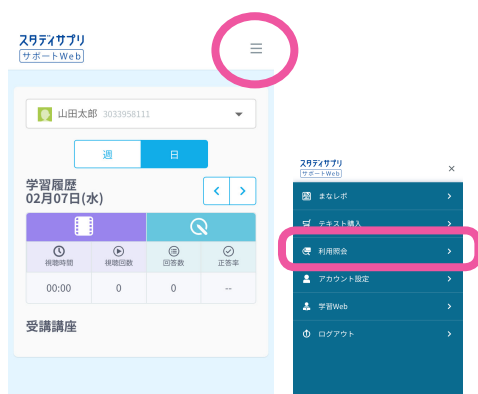 スタディサプリ
サポートWeb
山田太郎 3033958111
週 日
学習履歴
02月07日(水)
視聴時間 視聴回数 回答数 正答率
00:00 0 0 --
受講講座
スタディサプリ
サポートWeb
まなレポ
テキスト購入
利用照会
アカウント設定
学習Web
ログアウト